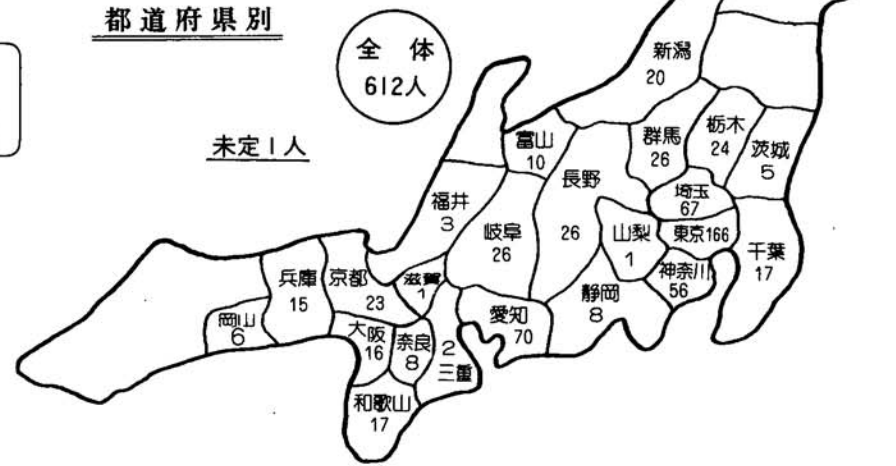 都道府県別
全体
612人
未定1人
新潟
20
富山
10
群馬
26
栃木
24
茨城
5
長野
26
埼玉
67
福井
3
岐阜
26
山梨
1
東京166
千葉
17
神奈川
56
兵庫
15
京都
23
滋賀
1
静岡
8
愛知
70
岡山
6
大阪
16
奈良
8
2
三重
和歌山
17